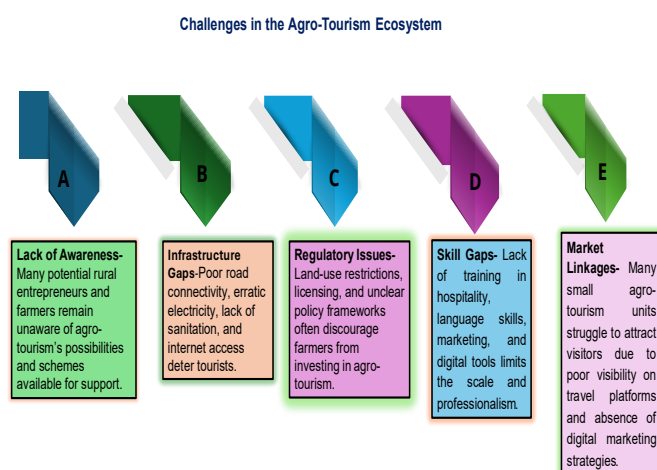 Challenges in the Agro-Tourism Ecosystem
A
B
C
D
E
Lack of Awareness-
Many potential rural
entrepreneurs and
farmers remain
unaware of agro-
tourism's possibilities
and schemes
available for support.
Infrastructure
Gaps-Poor road
connectivity, erratic
electricity, lack of
sanitation, and
internet access
deter tourists.
Regulatory Issues-
Land-use restrictions,
licensing, and unclear
policy frameworks
often discourage
farmers from
investing in agro-
tourism.
Skill Gaps- Lack
of training in
hospitality,
language skills,
marketing, and
digital tools limits
the scale and
professionalism.
Market
Linkages- Many
small agro-
tourism units
struggle to attract
visitors due to
poor visibility on
travel platforms
and absence of
digital marketing
strategies.